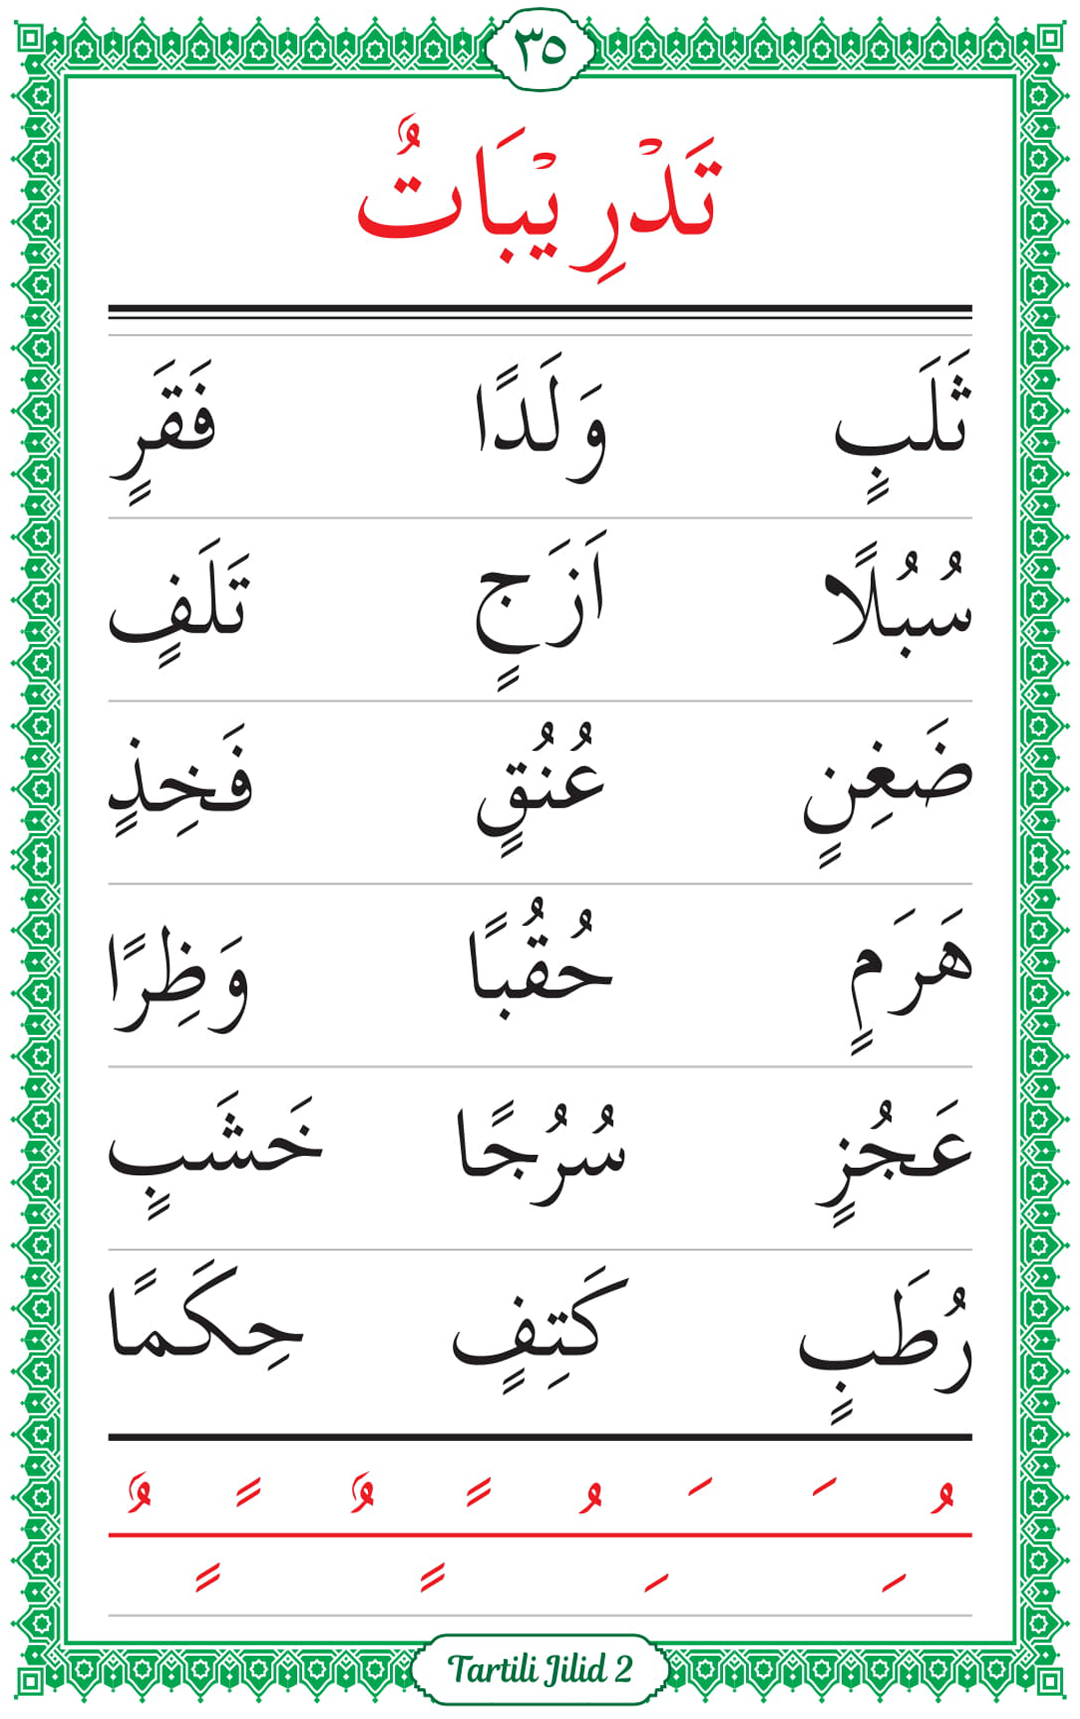 ٣٥
تَدْرِيْبَاتٌ
ثَلَبٍ وَلَدًا فَقَرٍ
سُبُلًا اَزَجٍ تَلَفٍ
ضَغِنٍ عُنُقٍ فَخِذٍ
هَرَمٍ حُقُبًا وَظِرًا
عَجُزٍ سُرُجًا خَشَبٍ
رُطَبٍ كَتِفٍ حِكَمًا
ُ َ َ ُ ً ٌ ً ٌ
ِ ِ ٍ ٍ
Tartili Jilid 2